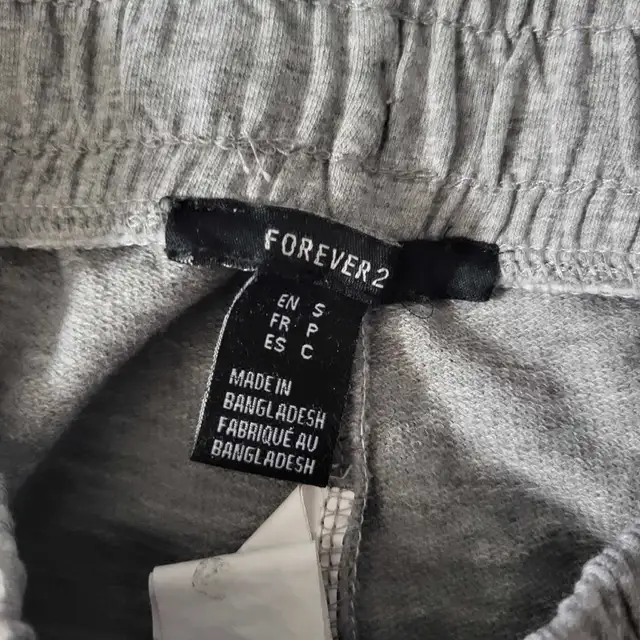 FOREVER 2
EN S
FR P
ES C
MADE IN
BANGLADESH
FABRIQUÉ AU
BANGLADESH